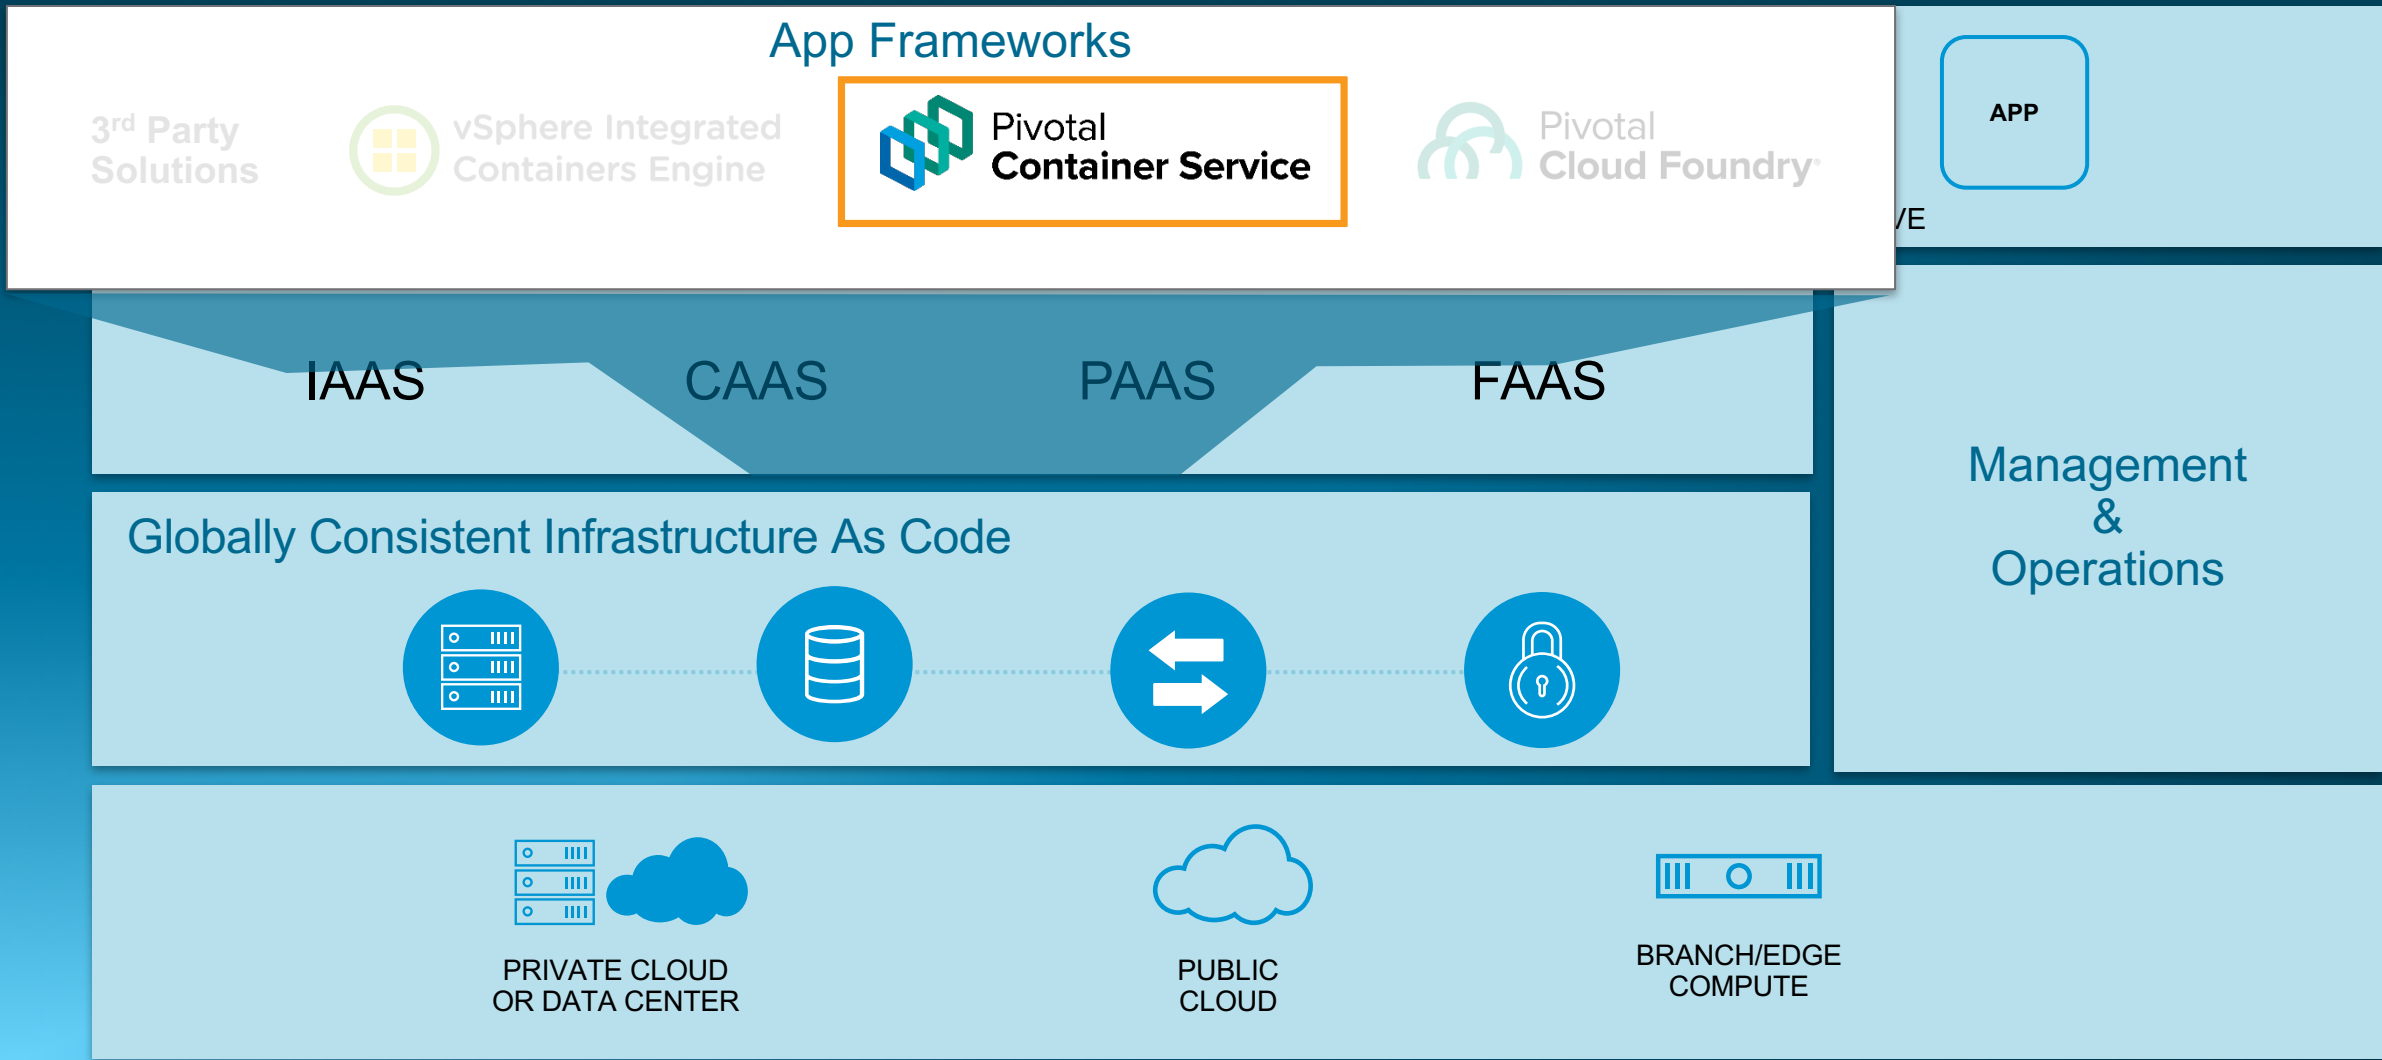 App Frameworks
3rd Party
Solutions
vSphere Integrated
Containers Engine
Pivotal
Container Service
Pivotal
Cloud Foundry
APP
VE
IAAS
CAAS
PAAS
FAAS
Management
&
Operations
Globally Consistent Infrastructure As Code
PRIVATE CLOUD
OR DATA CENTER
PUBLIC
CLOUD
BRANCH/EDGE
COMPUTE